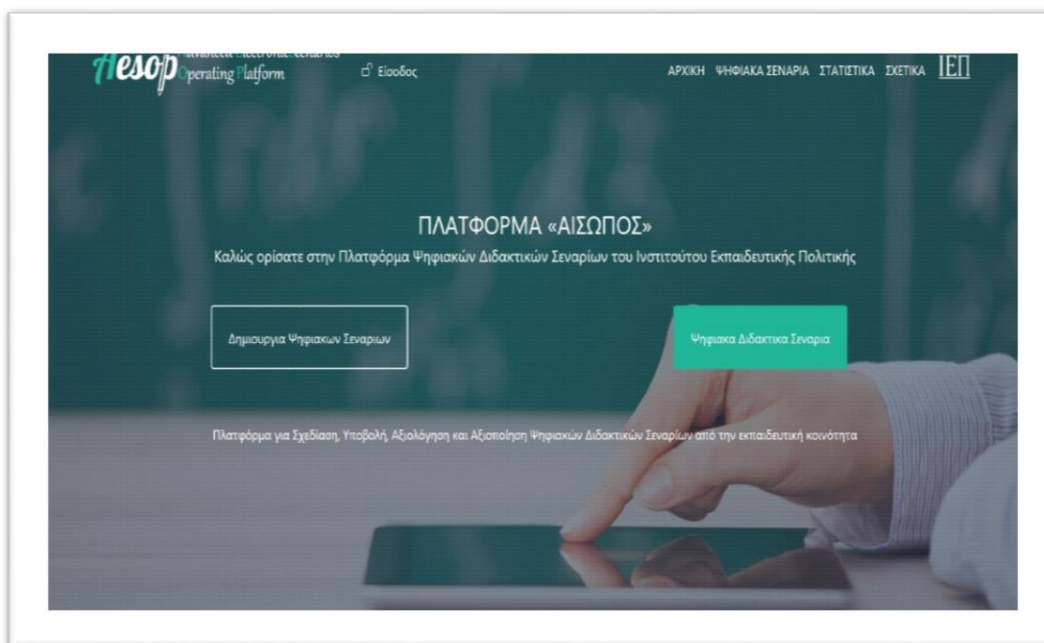 Aesop
Operating Platform
Είσοδος
ΑΡΧΙΚΗ ΨΗΦΙΑΚΑ ΣΕΝΑΡΙΑ ΣΤΑΤΙΣΤΙΚΑ ΣΧΕΤΙΚΑ ΙΕΠ
ΠΛΑΤΦΟΡΜΑ «ΑΙΣΩΠΟΣ»
Καλώς ορίσατε στην Πλατφόρμα Ψηφιακών Διδακτικών Σεναρίων του Ινστιτούτου Εκπαιδευτικής Πολιτικής
Δημιουργια Ψηφιακων Σεναριων
Ψηφιακα Διδακτικα Σεναρια
Πλατφόρμα για Σχεδίαση, Υποβολή, Αξιολόγηση και Αξιοποίηση Ψηφιακών Διδακτικών Σεναρίων από την εκπαιδευτική κοινότητα